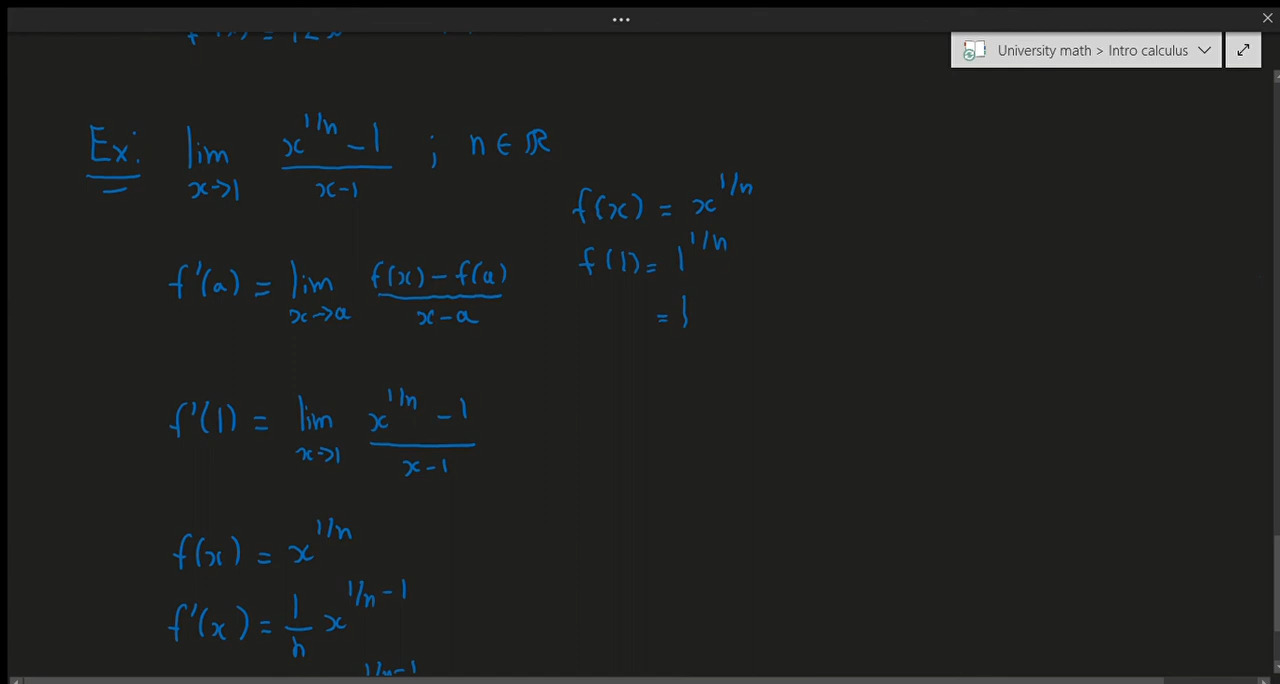 University math > Intro calculus
Ex: lim x→1 (x^{1/n} - 1)/(x-1) ; n ∈ ℝ
f(x) = x^{1/n}
f(1) = 1^{1/n}
= 1
f'(a) = lim x→a (f(x) - f(a))/(x-a)
f'(1) = lim x→1 (x^{1/n} - 1)/(x-1)
f(x) = x^{1/n}
f'(x) = 1/n x^{1/n - 1}